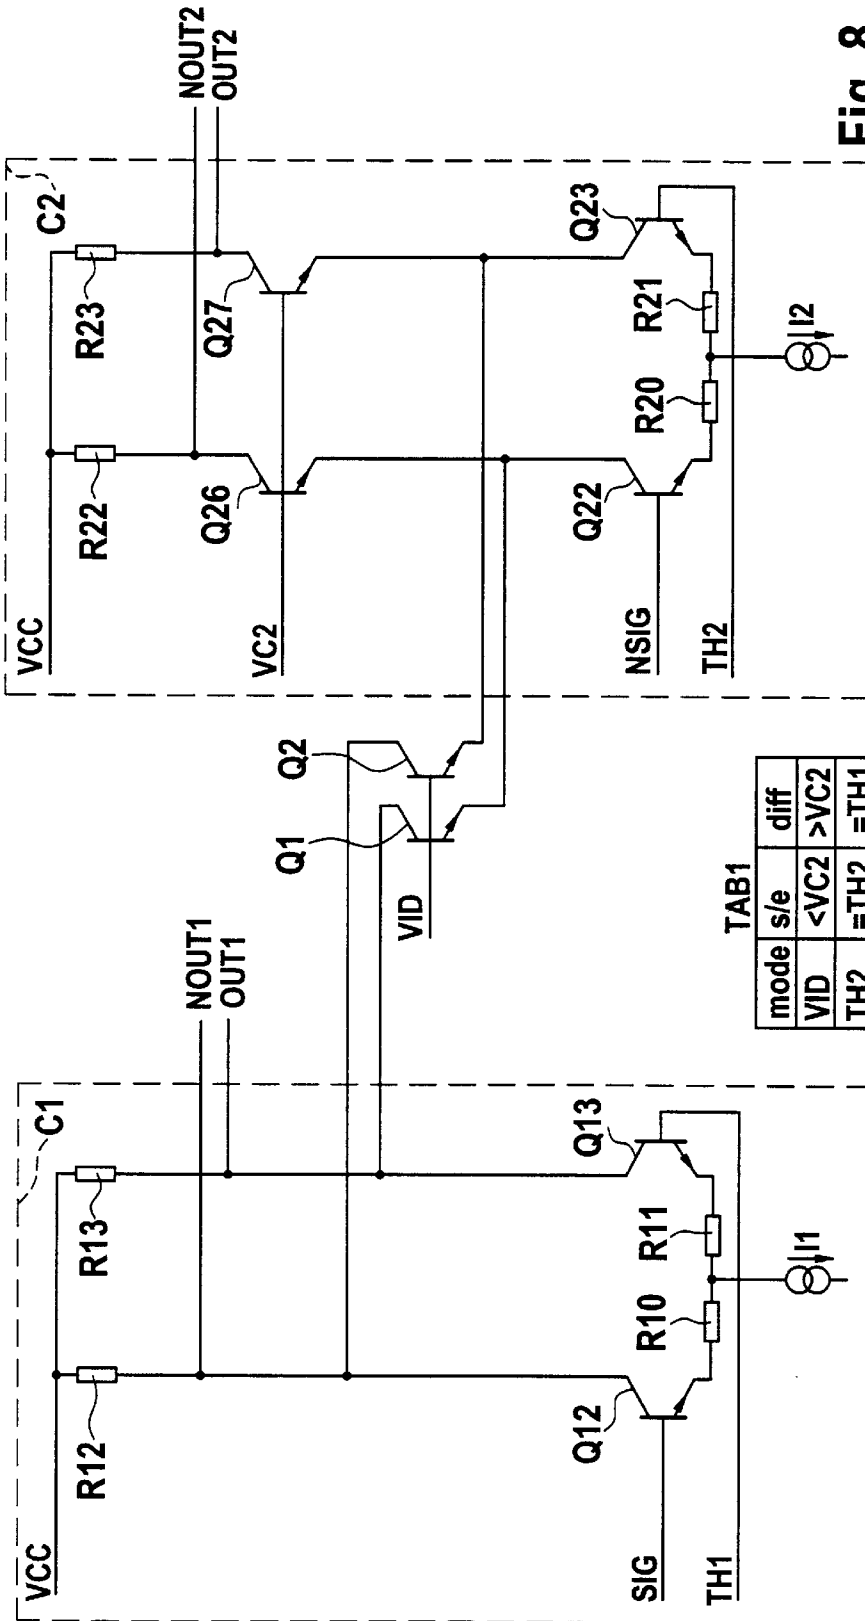 C1
VCC
R12
R13
NOUT1
OUT1
Q12
Q13
R10
R11
SIG
TH1
I1
Q1
Q2
VID
TAB1
mode s/e diff
VID <VC2 >VC2
TH2 =TH2 =TH1
C2
VCC
R22
R23
NOUT2
OUT2
Q26
Q27
VC2
Q22
Q23
R20
R21
NSIG
TH2
I2
Fig. 8